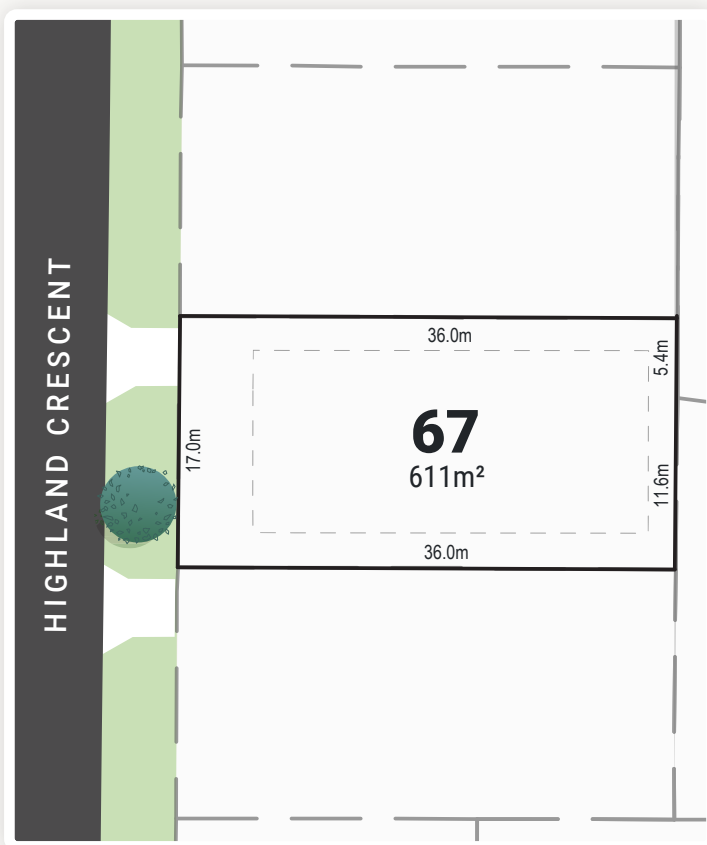 HIGHLAND CRESCENT
36.0m
5.4m
17.0m
67
611m²
11.6m
36.0m